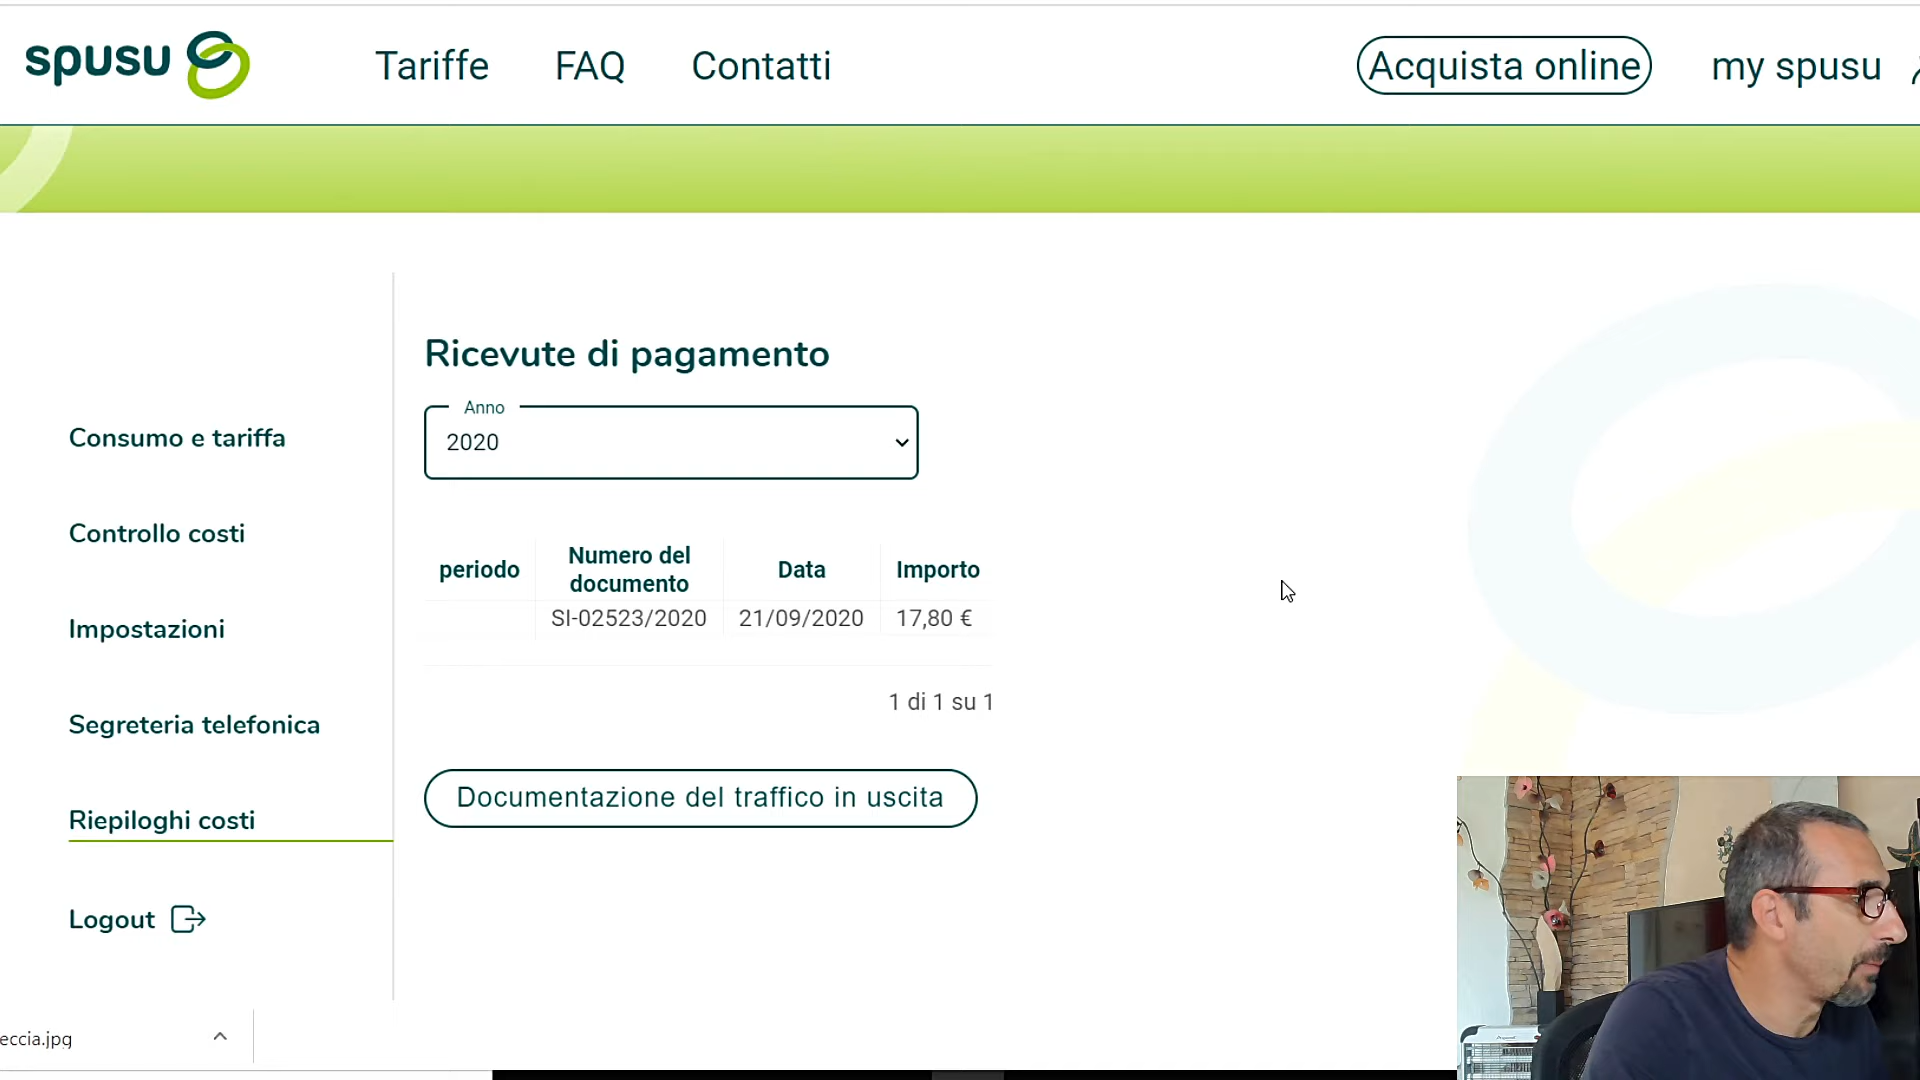 spusu
Tariffe
FAQ
Contatti
Acquista online
my spusu
Consumo e tariffa
Controllo costi
Impostazioni
Segreteria telefonica
Riepiloghi costi
Logout
Ricevute di pagamento
Anno
2020
periodo
Numero del
documento
Data
Importo
SI-02523/2020
21/09/2020
17,80 €
1 di 1 su 1
Documentazione del traffico in uscita
eccia.jpg